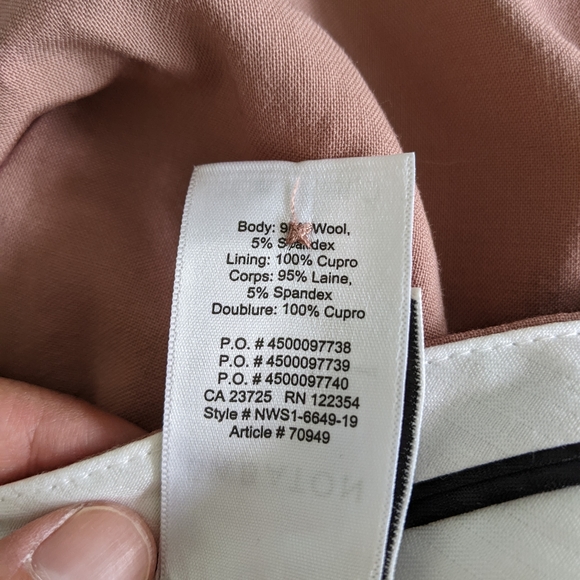 Body: 9 Wool,
5% Spandex
Lining: 100% Cupro
Corps: 95% Laine,
5% Spandex
Doublure: 100% Cupro
P.O. # 4500097738
P.O. # 4500097739
P.O. # 4500097740
CA 23725 RN 122354
Style # NWS1-6649-19
Article # 70949